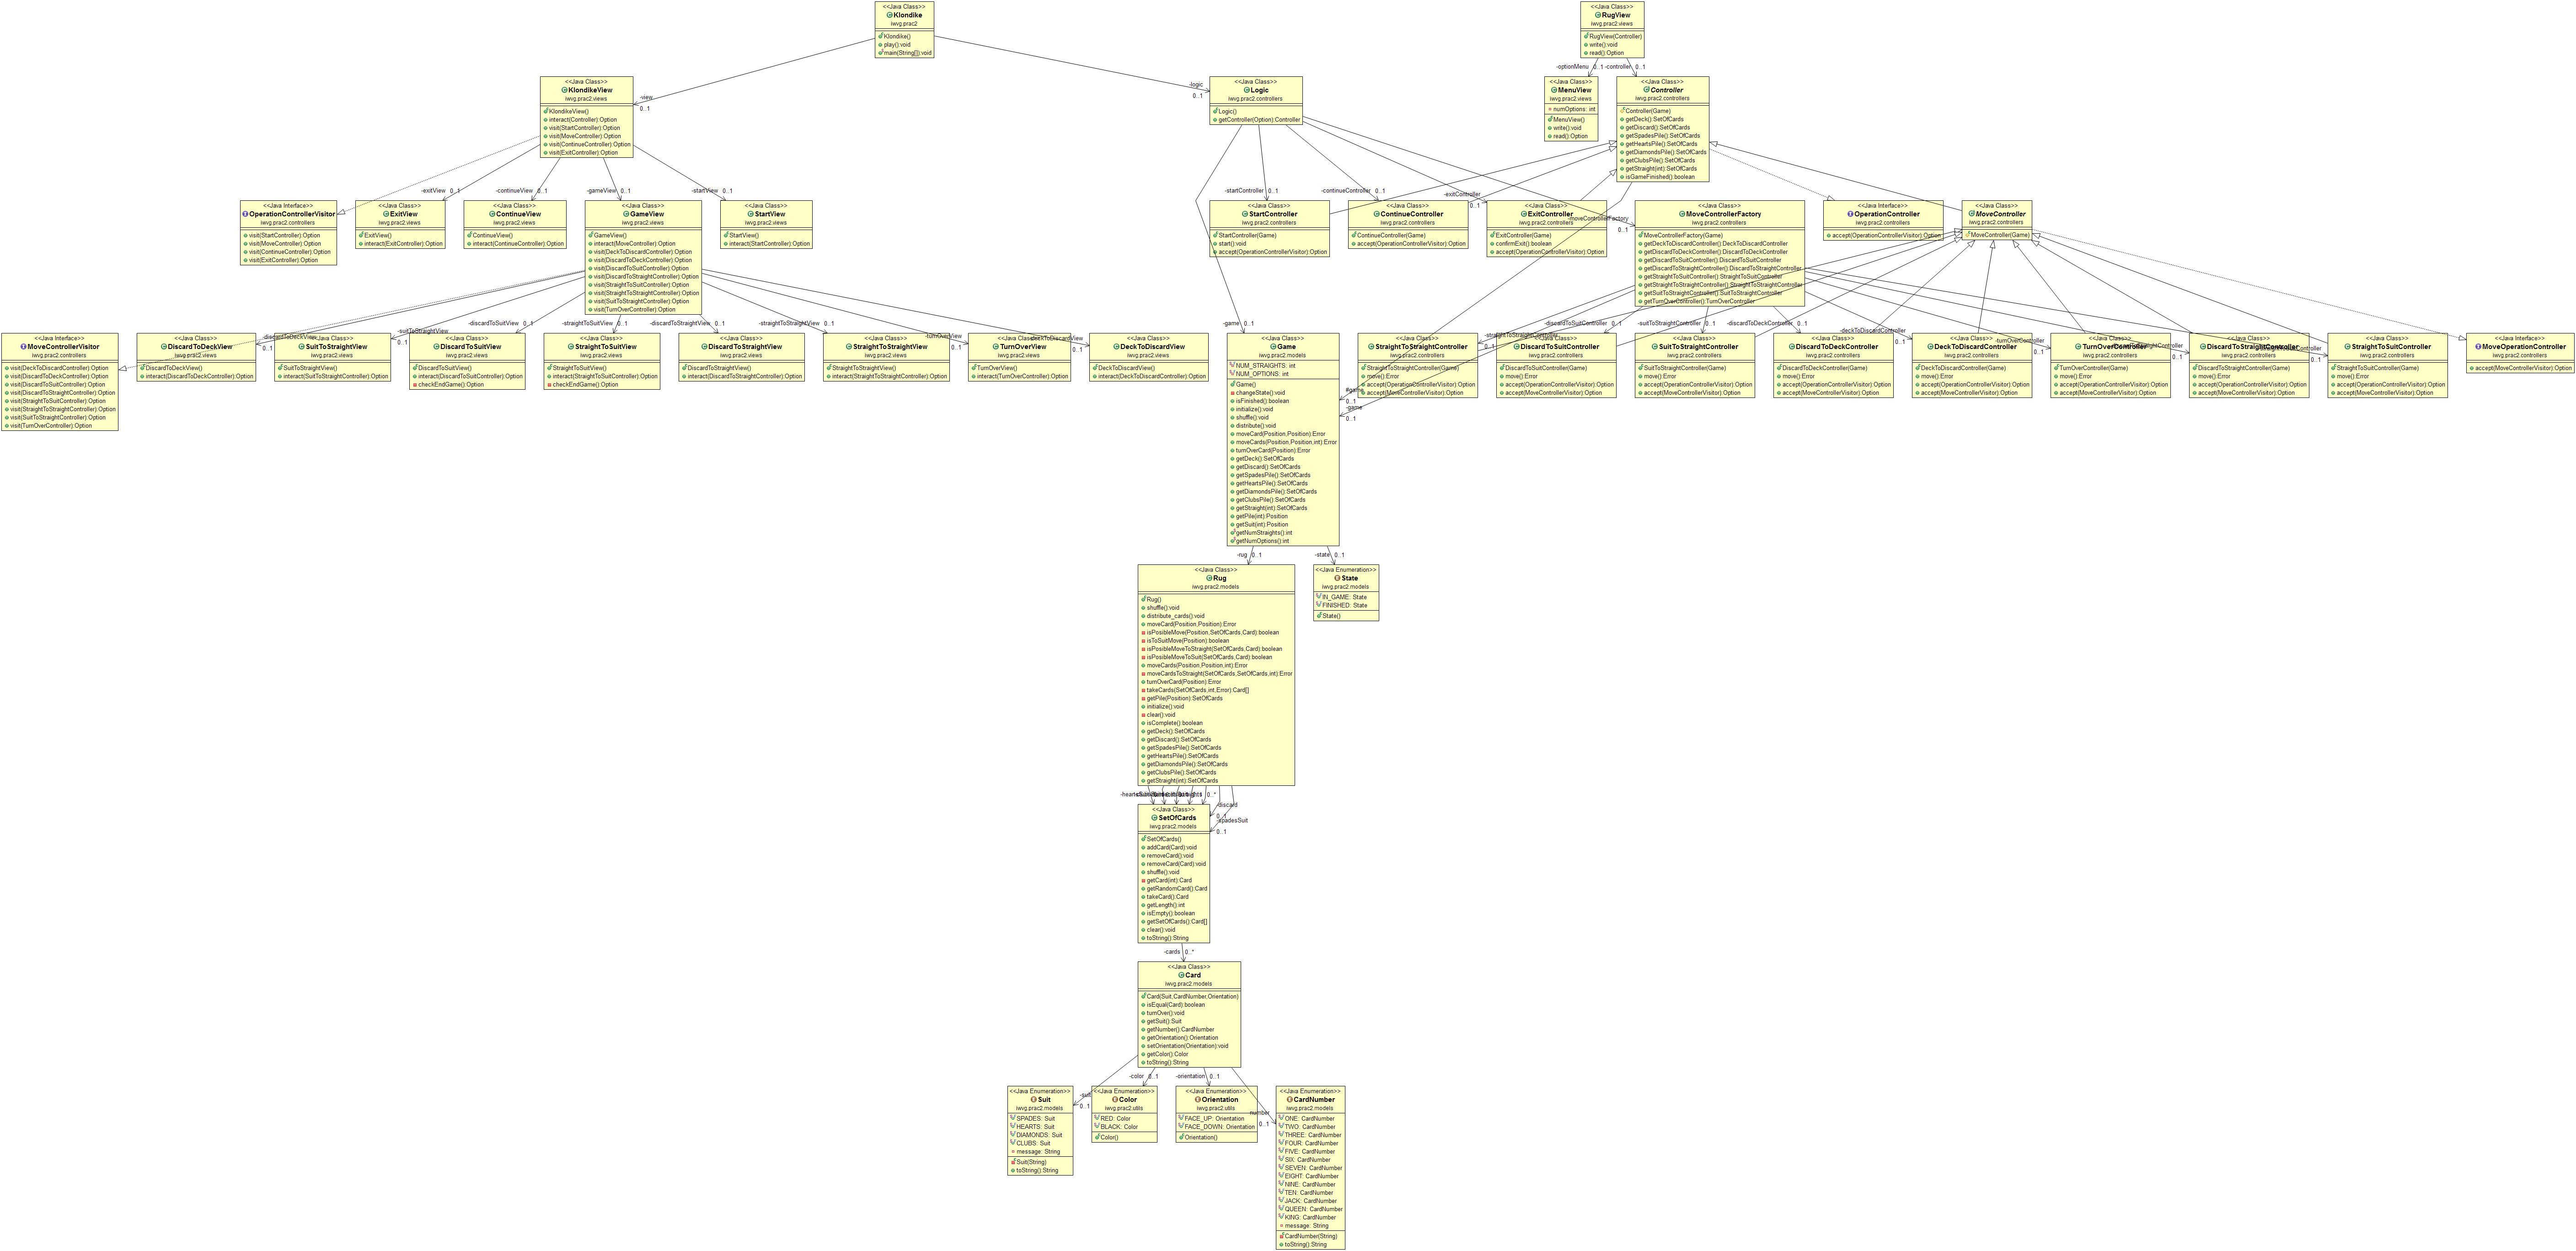 <<Java Class>>
Klondike
iwvg.prac2
Klondike()
play():void
main(String[]):void
<<Java Class>>
RugView
iwvg.prac2.views
RugView(Controller)
write():void
read():Option
-view
0..1
-logic
0..1
-optionMenu
0..1
-controller
0..1
<<Java Class>>
KlondikeView
iwvg.prac2.views
KlondikeView()
interact(Controller):Option
visit(StartController):Option
visit(MoveController):Option
visit(ContinueController):Option
visit(ExitController):Option
<<Java Class>>
Logic
iwvg.prac2.controllers
Logic()
getController(Option):Controller
<<Java Class>>
MenuView
iwvg.prac2.views
numOptions: int
MenuView()
write():void
read():Option
<<Java Class>>
Controller
iwvg.prac2.controllers
Controller(Game)
getDeck():SetOfCards
getDiscard():SetOfCards
getSpadesPile():SetOfCards
getHeartsPile():SetOfCards
getDiamondsPile():SetOfCards
getClubsPile():SetOfCards
getStraight(int):SetOfCards
isGameFinished():boolean
-exitView
0..1
-continueView
0..1
-gameView
0..1
-startView
0..1
-startController
0..1
-continueController
0..1
-exitController
0..1
-moveControllerFactory
0..1
<<Java Interface>>
OperationControllerVisitor
iwvg.prac2.controllers
visit(StartController):Option
visit(MoveController):Option
visit(ContinueController):Option
visit(ExitController):Option
<<Java Class>>
ExitView
iwvg.prac2.views
ExitView()
interact(ExitController):Option
<<Java Class>>
ContinueView
iwvg.prac2.views
ContinueView()
interact(ContinueController):Option
<<Java Class>>
GameView
iwvg.prac2.views
GameView()
interact(MoveController):Option
visit(DeckToDiscardController):Option
visit(DiscardToDeckController):Option
visit(DiscardToSuitController):Option
visit(DiscardToStraightController):Option
visit(StraightToSuitController):Option
visit(StraightToStraightController):Option
visit(SuitToStraightController):Option
visit(TurnOverController):Option
<<Java Class>>
StartView
iwvg.prac2.views
StartView()
interact(StartController):Option
<<Java Class>>
StartController
iwvg.prac2.controllers
StartController(Game)
start():void
accept(OperationControllerVisitor):Option
<<Java Class>>
ContinueController
iwvg.prac2.controllers
ContinueController(Game)
accept(OperationControllerVisitor):Option
<<Java Class>>
ExitController
iwvg.prac2.controllers
ExitController(Game)
confirmExit():boolean
accept(OperationControllerVisitor):Option
<<Java Class>>
MoveControllerFactory
iwvg.prac2.controllers
MoveControllerFactory(Game)
getDeckToDiscardController():DeckToDiscardController
getDiscardToDeckController():DiscardToDeckController
getDiscardToSuitController():DiscardToSuitController
getDiscardToStraightController():DiscardToStraightController
getStraightToSuitController():StraightToSuitController
getStraightToStraightController():StraightToStraightController
getSuitToStraightController():SuitToStraightController
getTurnOverController():TurnOverController
<<Java Interface>>
OperationController
iwvg.prac2.controllers
accept(OperationControllerVisitor):Option
<<Java Class>>
MoveController
iwvg.prac2.controllers
MoveController(Game)
-discardToDeckView
0..1
-suitToStraightView
0..1
-discardToSuitView
0..1
-straightToSuitView
0..1
-discardToStraightView
0..1
-straightToStraightView
0..1
-turnOverView
0..1
-deckToDiscardView
0..1
-game
0..1
-straightToStraightController
0..1
-discardToSuitController
0..1
-suitToStraightController
0..1
-discardToDeckController
0..1
-deckToDiscardController
0..1
-turnOverController
0..1
0..1
0..1
<<Java Interface>>
MoveControllerVisitor
iwvg.prac2.controllers
visit(DeckToDiscardController):Option
visit(DiscardToDeckController):Option
visit(DiscardToSuitController):Option
visit(DiscardToStraightController):Option
visit(StraightToSuitController):Option
visit(StraightToStraightController):Option
visit(SuitToStraightController):Option
visit(TurnOverController):Option
<<Java Class>>
DiscardToDeckView
iwvg.prac2.views
DiscardToDeckView()
interact(DiscardToDeckController):Option
<<Java Class>>
SuitToStraightView
iwvg.prac2.views
SuitToStraightView()
interact(SuitToStraightController):Option
<<Java Class>>
DiscardToSuitView
iwvg.prac2.views
DiscardToSuitView()
interact(DiscardToSuitController):Option
checkEndGame():Option
<<Java Class>>
StraightToSuitView
iwvg.prac2.views
StraightToSuitView()
interact(StraightToSuitController):Option
checkEndGame():Option
<<Java Class>>
DiscardToStraightView
iwvg.prac2.views
DiscardToStraightView()
interact(DiscardToStraightController):Option
<<Java Class>>
StraightToStraightView
iwvg.prac2.views
StraightToStraightView()
interact(StraightToStraightController):Option
<<Java Class>>
TurnOverView
iwvg.prac2.views
TurnOverView()
interact(TurnOverController):Option
<<Java Class>>
DeckToDiscardView
iwvg.prac2.views
DeckToDiscardView()
interact(DeckToDiscardController):Option
<<Java Class>>
Game
iwvg.prac2.models
NUM_STRAIGHTS: int
NUM_OPTIONS: int
Game()
changeState():void
isFinished():boolean
initialize():void
shuffle():void
distribute():void
moveCard(Position,Position):Error
moveCards(Position,Position,int):Error
turnOverCard(Position):Error
getDeck():SetOfCards
getDiscard():SetOfCards
getSpadesPile():SetOfCards
getHeartsPile():SetOfCards
getDiamondsPile():SetOfCards
getClubsPile():SetOfCards
getStraight(int):SetOfCards
getPile(int):Position
getSuit(int):Position
getNumStraights():int
getNumOptions():int
#game
0..1
-game
0..1
<<Java Class>>
StraightToStraightController
iwvg.prac2.controllers
StraightToStraightController(Game)
move():Error
accept(OperationControllerVisitor):Option
accept(MoveControllerVisitor):Option
<<Java Class>>
DiscardToSuitController
iwvg.prac2.controllers
DiscardToSuitController(Game)
move():Error
accept(OperationControllerVisitor):Option
accept(MoveControllerVisitor):Option
<<Java Class>>
SuitToStraightController
iwvg.prac2.controllers
SuitToStraightController(Game)
move():Error
accept(OperationControllerVisitor):Option
accept(MoveControllerVisitor):Option
<<Java Class>>
DiscardToDeckController
iwvg.prac2.controllers
DiscardToDeckController(Game)
move():Error
accept(OperationControllerVisitor):Option
accept(MoveControllerVisitor):Option
<<Java Class>>
DeckToDiscardController
iwvg.prac2.controllers
DeckToDiscardController(Game)
move():Error
accept(OperationControllerVisitor):Option
accept(MoveControllerVisitor):Option
<<Java Class>>
TurnOverController
iwvg.prac2.controllers
TurnOverController(Game)
move():Error
accept(OperationControllerVisitor):Option
accept(MoveControllerVisitor):Option
<<Java Class>>
DiscardToStraightController
iwvg.prac2.controllers
DiscardToStraightController(Game)
move():Error
accept(OperationControllerVisitor):Option
accept(MoveControllerVisitor):Option
<<Java Class>>
StraightToSuitController
iwvg.prac2.controllers
StraightToSuitController(Game)
move():Error
accept(OperationControllerVisitor):Option
accept(MoveControllerVisitor):Option
<<Java Interface>>
MoveOperationController
iwvg.prac2.controllers
accept(MoveControllerVisitor):Option
-rug
0..1
-state
0..1
<<Java Class>>
Rug
iwvg.prac2.models
Rug()
shuffle():void
distribute_cards():void
moveCard(Position,Position):Error
isPosibleMove(Position,SetOfCards,Card):boolean
isToSuitMove(Position):boolean
isPosibleMoveToStraight(SetOfCards,Card):boolean
isPosibleMoveToSuit(SetOfCards,Card):boolean
moveCards(Position,Position,int):Error
moveCardsToStraight(SetOfCards,SetOfCards,int):Error
turnOverCard(Position):Error
takeCards(SetOfCards,int,Error):Card[]
getPile(Position):SetOfCards
initialize():void
clear():void
isComplete():boolean
getDeck():SetOfCards
getDiscard():SetOfCards
getSpadesPile():SetOfCards
getHeartsPile():SetOfCards
getDiamondsPile():SetOfCards
getClubsPile():SetOfCards
getStraight(int):SetOfCards
<<Java Enumeration>>
State
iwvg.prac2.models
IN_GAME: State
FINISHED: State
State()
0..*
-discard
0..1
-spadesSuit
0..1
<<Java Class>>
SetOfCards
iwvg.prac2.models
SetOfCards()
addCard(Card):void
removeCard():void
removeCard(Card):void
shuffle():void
getCard(int):Card
getRandomCard():Card
takeCard():Card
getLength():int
isEmpty():boolean
getSetOfCards():Card[]
clear():void
toString():String
-cards
0..*
<<Java Class>>
Card
iwvg.prac2.models
Card(Suit,CardNumber,Orientation)
isEqual(Card):boolean
turnOver():void
getSuit():Suit
getNumber():CardNumber
getOrientation():Orientation
setOrientation(Orientation):void
getColor():Color
toString():String
-suit
0..1
-color
0..1
-orientation
0..1
-number
0..1
<<Java Enumeration>>
Suit
iwvg.prac2.models
SPADES: Suit
HEARTS: Suit
DIAMONDS: Suit
CLUBS: Suit
message: String
Suit(String)
toString():String
<<Java Enumeration>>
Color
iwvg.prac2.utils
RED: Color
BLACK: Color
Color()
<<Java Enumeration>>
Orientation
iwvg.prac2.utils
FACE_UP: Orientation
FACE_DOWN: Orientation
Orientation()
<<Java Enumeration>>
CardNumber
iwvg.prac2.models
ONE: CardNumber
TWO: CardNumber
THREE: CardNumber
FOUR: CardNumber
FIVE: CardNumber
SIX: CardNumber
SEVEN: CardNumber
EIGHT: CardNumber
NINE: CardNumber
TEN: CardNumber
JACK: CardNumber
QUEEN: CardNumber
KING: CardNumber
message: String
CardNumber(String)
toString():String